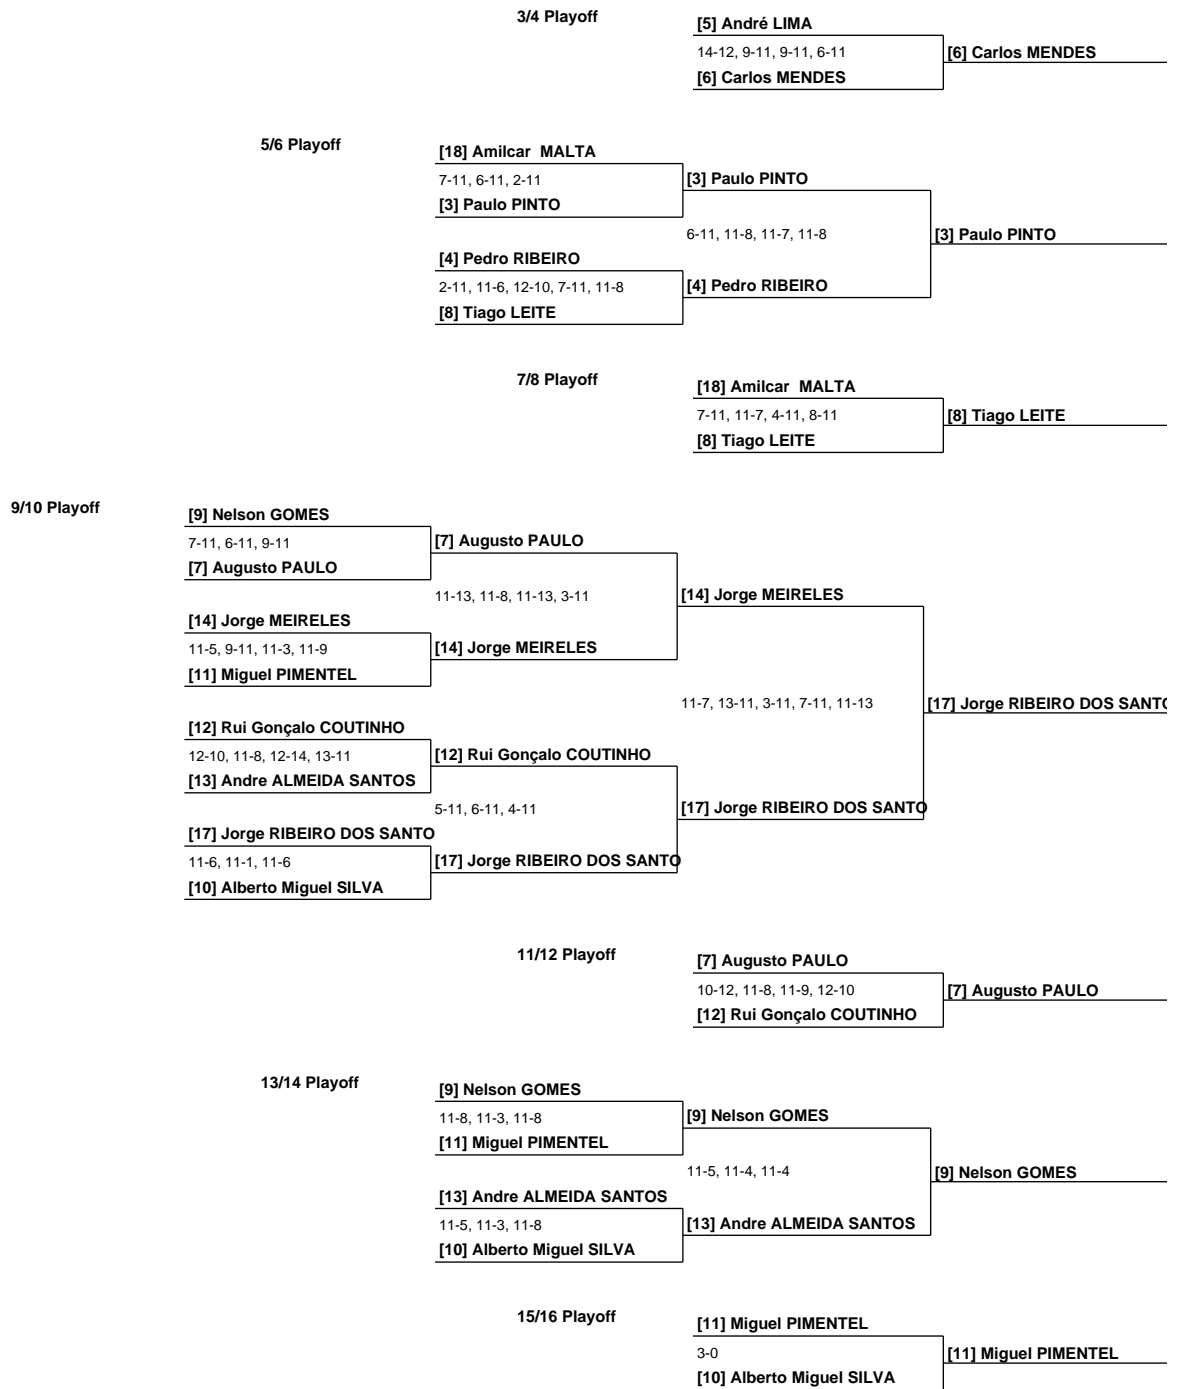 3/4 Playoff
[5] André LIMA
14-12, 9-11, 9-11, 6-11
[6] Carlos MENDES
[6] Carlos MENDES
5/6 Playoff
[18] Amilcar  MALTA
7-11, 6-11, 2-11
[3] Paulo PINTO
[3] Paulo PINTO
6-11, 11-8, 11-7, 11-8
[3] Paulo PINTO
[4] Pedro RIBEIRO
2-11, 11-6, 12-10, 7-11, 11-8
[4] Pedro RIBEIRO
[8] Tiago LEITE
7/8 Playoff
[18] Amilcar  MALTA
7-11, 11-7, 4-11, 8-11
[8] Tiago LEITE
[8] Tiago LEITE
9/10 Playoff
[9] Nelson GOMES
7-11, 6-11, 9-11
[7] Augusto PAULO
[7] Augusto PAULO
11-13, 11-8, 11-13, 3-11
[14] Jorge MEIRELES
[14] Jorge MEIRELES
11-5, 9-11, 11-3, 11-9
[14] Jorge MEIRELES
[11] Miguel PIMENTEL
11-7, 13-11, 3-11, 7-11, 11-13
[17] Jorge RIBEIRO DOS SANTO
[12] Rui Gonçalo COUTINHO
12-10, 11-8, 12-14, 13-11
[12] Rui Gonçalo COUTINHO
[13] Andre ALMEIDA SANTOS
5-11, 6-11, 4-11
[17] Jorge RIBEIRO DOS SANTO
[17] Jorge RIBEIRO DOS SANTO
11-6, 11-1, 11-6
[17] Jorge RIBEIRO DOS SANTO
[10] Alberto Miguel SILVA
11/12 Playoff
[7] Augusto PAULO
10-12, 11-8, 11-9, 12-10
[7] Augusto PAULO
[12] Rui Gonçalo COUTINHO
13/14 Playoff
[9] Nelson GOMES
11-8, 11-3, 11-8
[9] Nelson GOMES
[11] Miguel PIMENTEL
11-5, 11-4, 11-4
[9] Nelson GOMES
[13] Andre ALMEIDA SANTOS
11-5, 11-3, 11-8
[13] Andre ALMEIDA SANTOS
[10] Alberto Miguel SILVA
15/16 Playoff
[11] Miguel PIMENTEL
3-0
[11] Miguel PIMENTEL
[10] Alberto Miguel SILVA